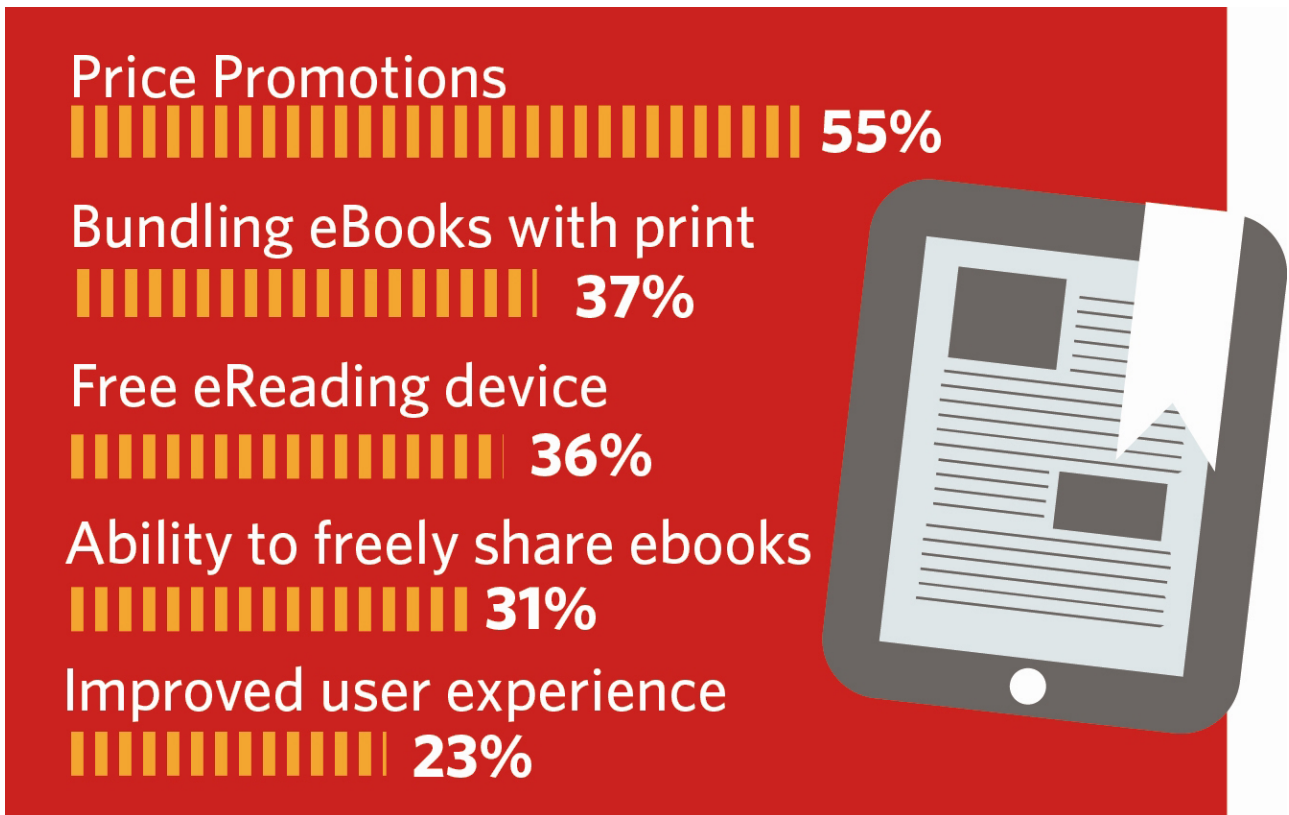 Price Promotions
55%
Bundling eBooks with print
37%
Free eReading device
36%
Ability to freely share ebooks
31%
Improved user experience
23%